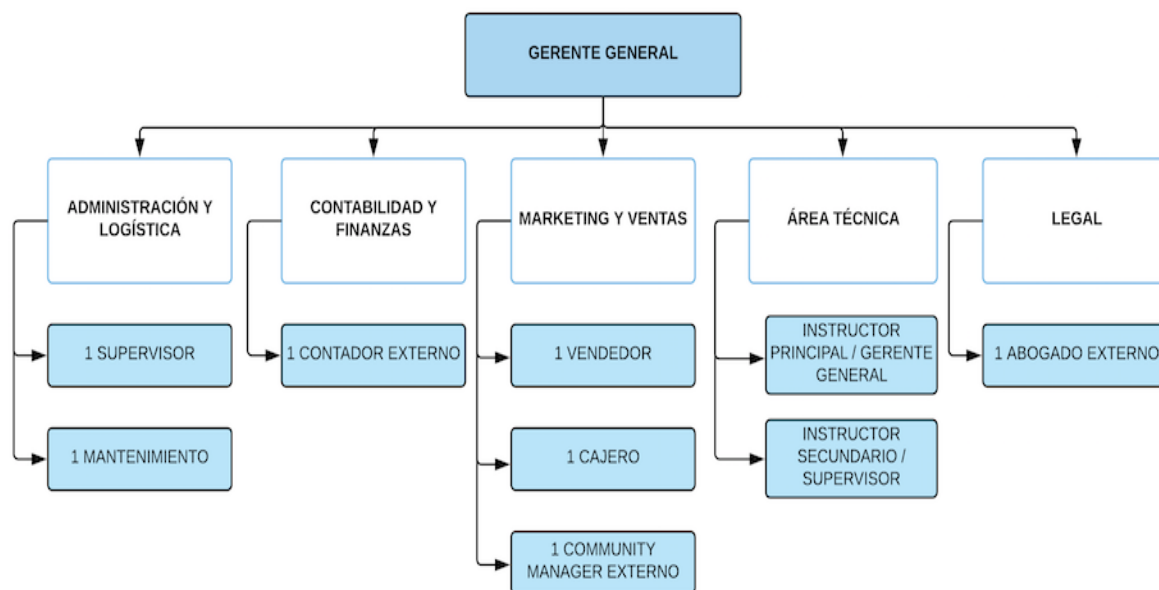 GERENTE GENERAL
ADMINISTRACIÓN Y
LOGÍSTICA
CONTABILIDAD Y
FINANZAS
MARKETING Y VENTAS
ÁREA TÉCNICA
LEGAL
1 SUPERVISOR
1 CONTADOR EXTERNO
1 VENDEDOR
INSTRUCTOR
PRINCIPAL / GERENTE
GENERAL
1 ABOGADO EXTERNO
1 MANTENIMIENTO
1 CAJERO
INSTRUCTOR
SECUNDARIO /
SUPERVISOR
1 COMMUNITY
MANAGER EXTERNO